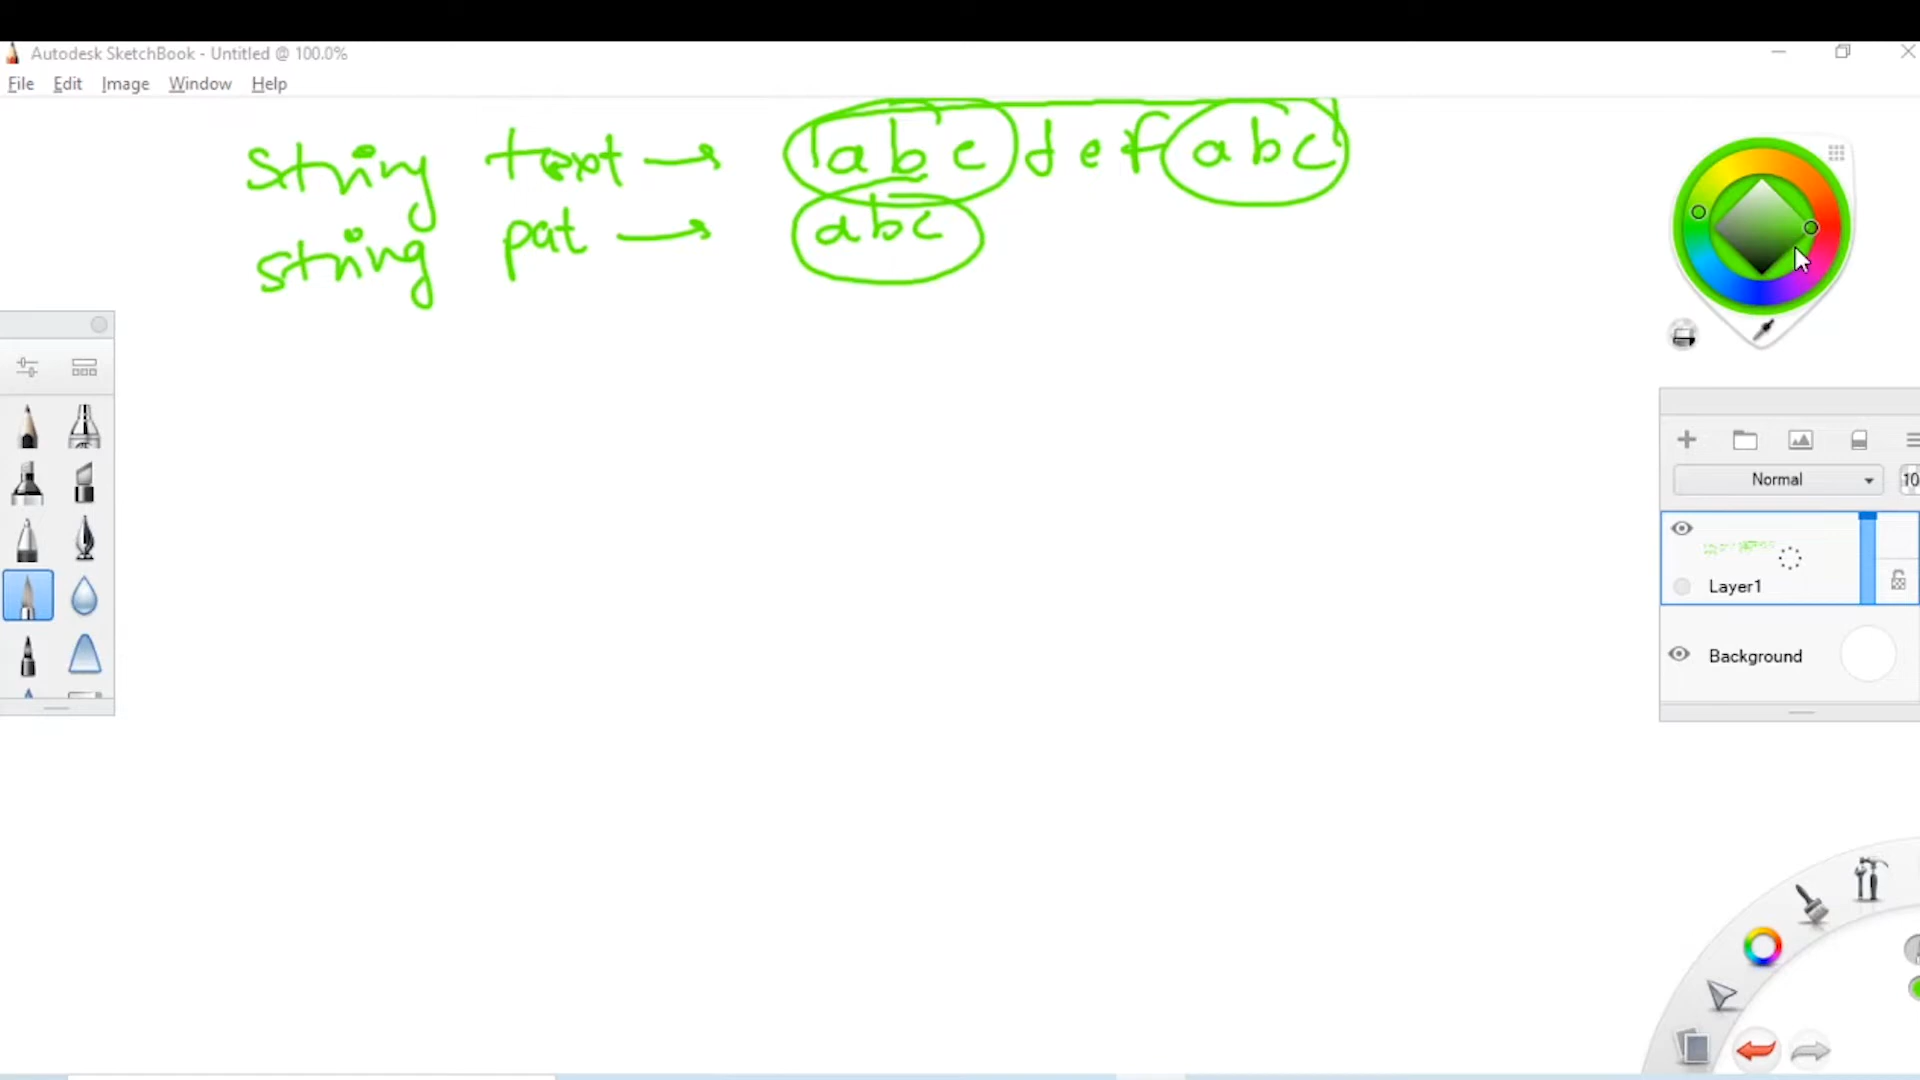 Autodesk SketchBook - Untitled @ 100.0%
File Edit Image Window Help
string text → abcdefabc
string pat → abc
Normal
10
Layer1
Background